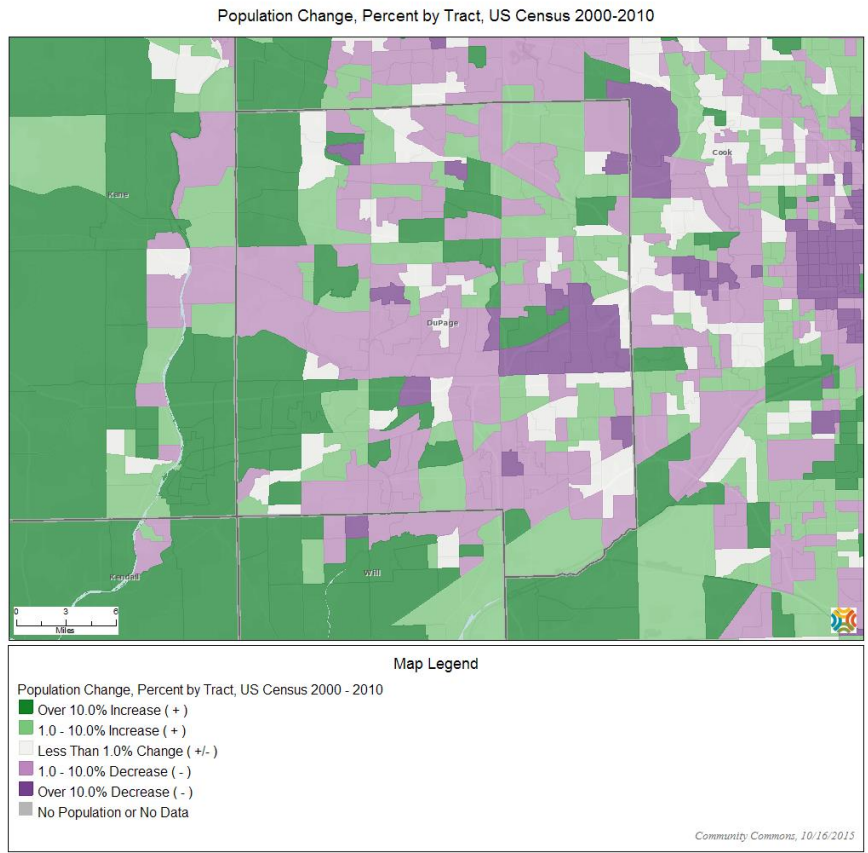 Population Change, Percent by Tract, US Census 2000-2010
Cook
Kane
DuPage
Kendall
Will
0 3 6
Miles
Map Legend
Population Change, Percent by Tract, US Census 2000 - 2010
Over 10.0% Increase ( + )
1.0 - 10.0% Increase ( + )
Less Than 1.0% Change ( +/- )
1.0 - 10.0% Decrease ( - )
Over 10.0% Decrease ( - )
No Population or No Data
Community Commons, 10/16/2015